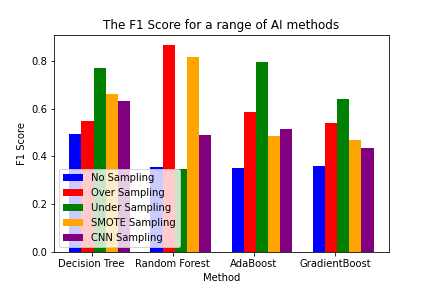 The F1 Score for a range of AI methods
F1 Score
0.8
0.6
0.4
0.2
0.0
No Sampling
Over Sampling
Under Sampling
SMOTE Sampling
CNN Sampling
Decision Tree
Random Forest
AdaBoost
GradientBoost
Method